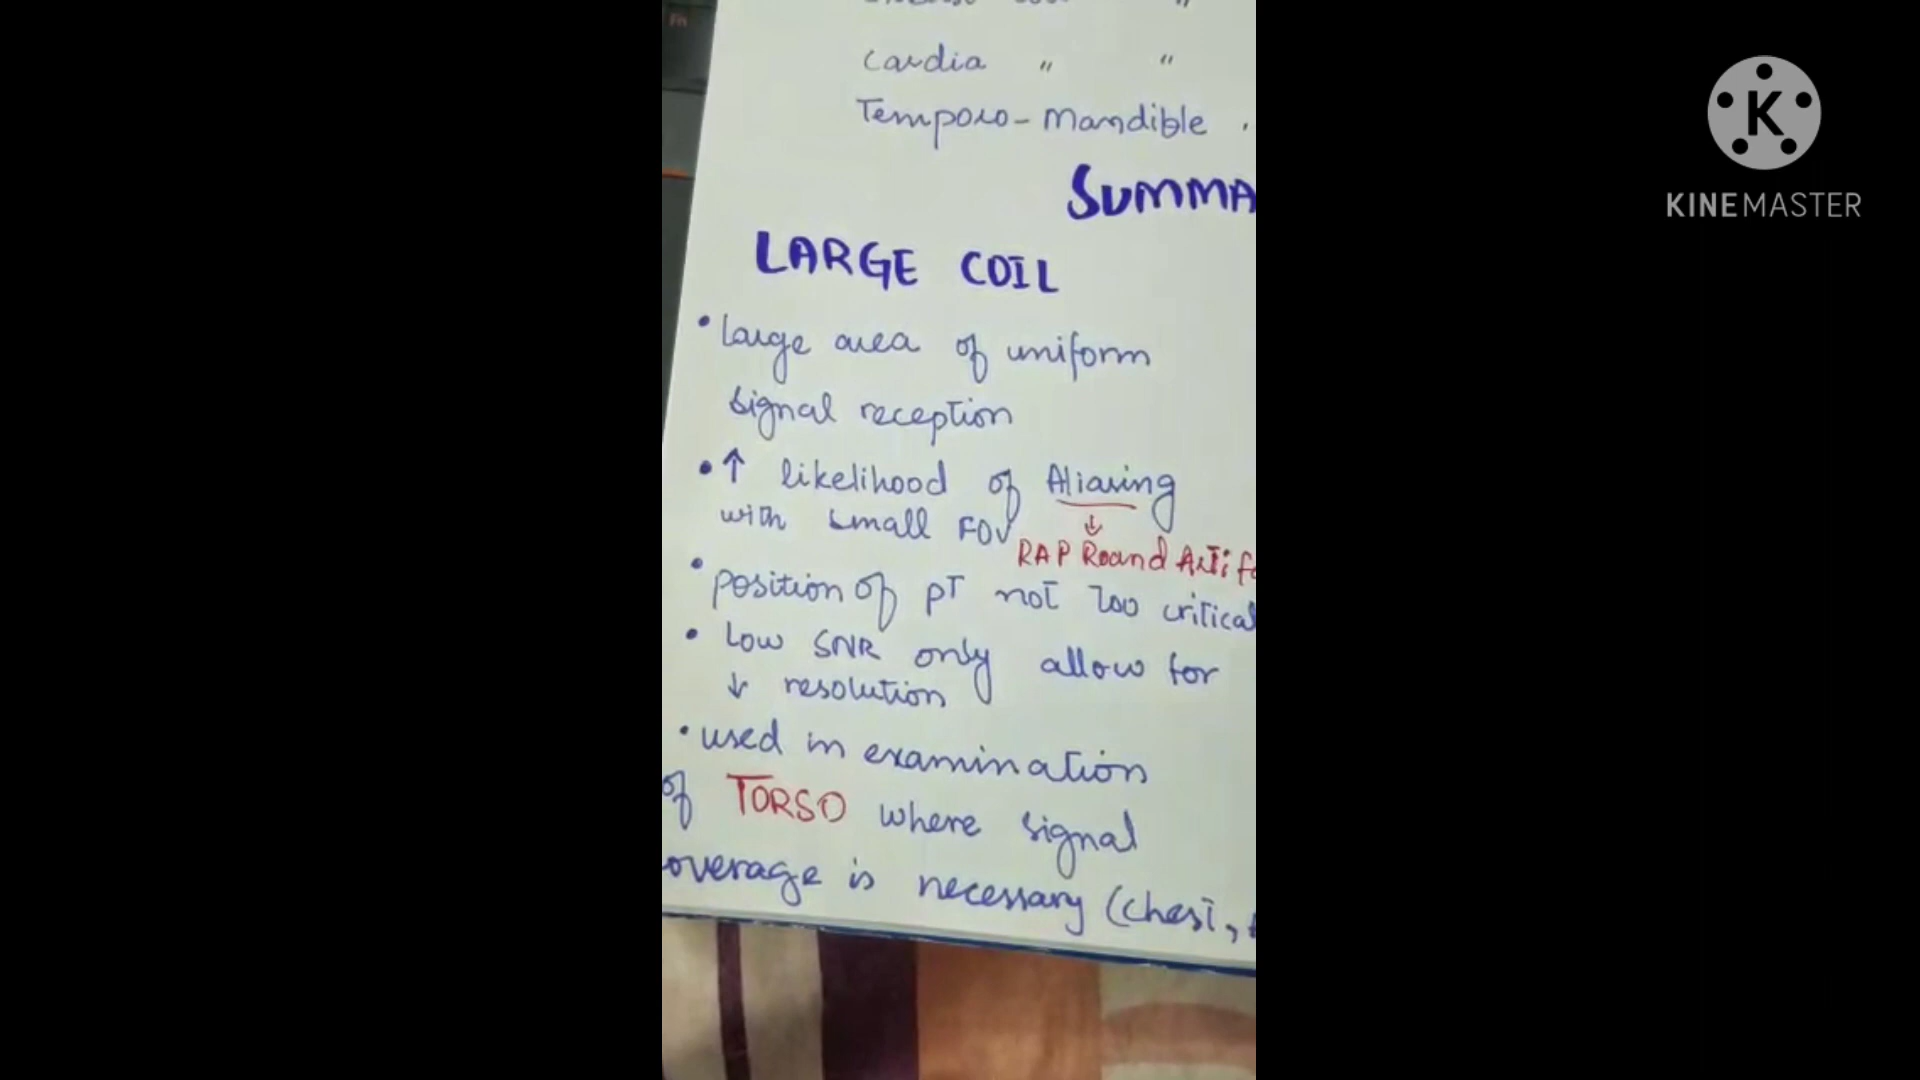 Cardia " "
Temporo-Mandible
SUMMA
LARGE COIL
• large area of uniform
signal reception
• ↑ likelihood of Aliasing
with small FOV
↓
RAP Round Artifa
• position of pT not Too critical
• Low SNR only allow for
↓ resolution
• used in examination
of TORSO where signal
overage is necessary (chest,
K
KINEMASTER
Fn